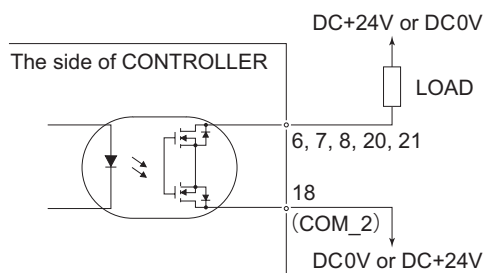 DC+24V or DC0V
The side of CONTROLLER
LOAD
6, 7, 8, 20, 21
18
(COM_2)
DC0V or DC+24V